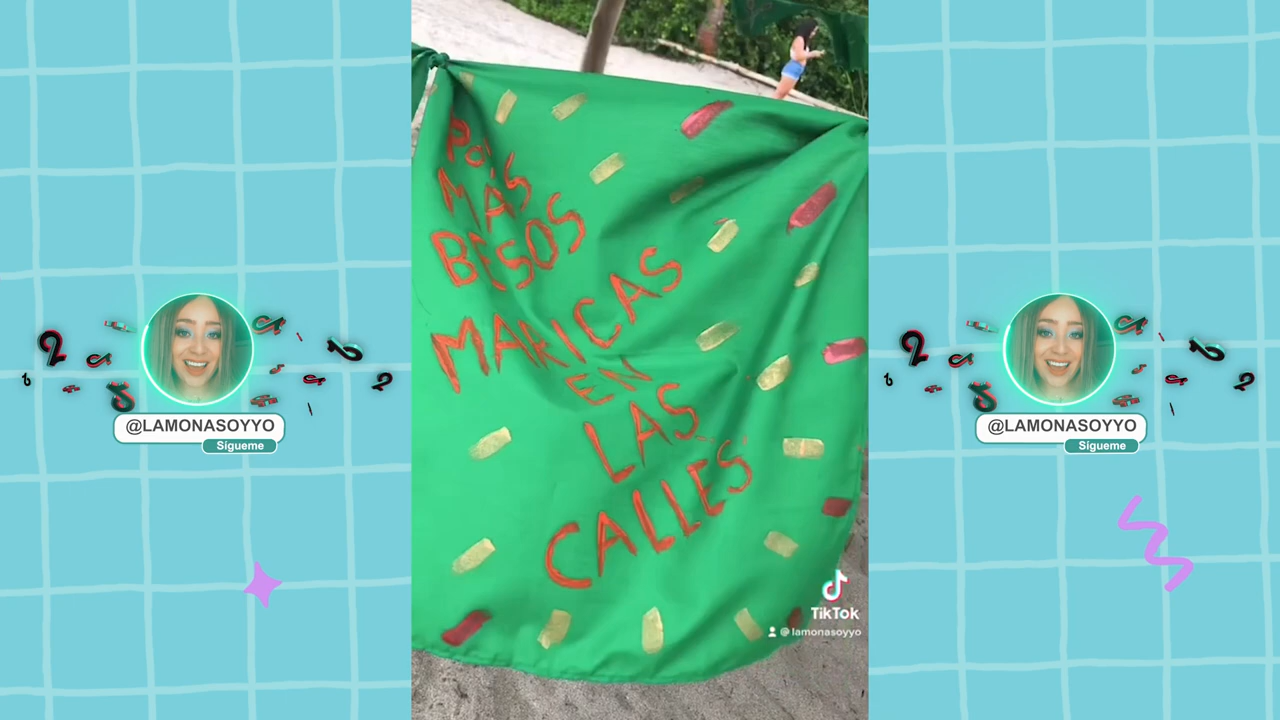 POR
MÁS
BESOS
MARICAS
EN
LAS
CALLES
TikTok
@lamonasoyyo
@LAMONASOYYO
Sígueme
@LAMONASOYYO
Sígueme